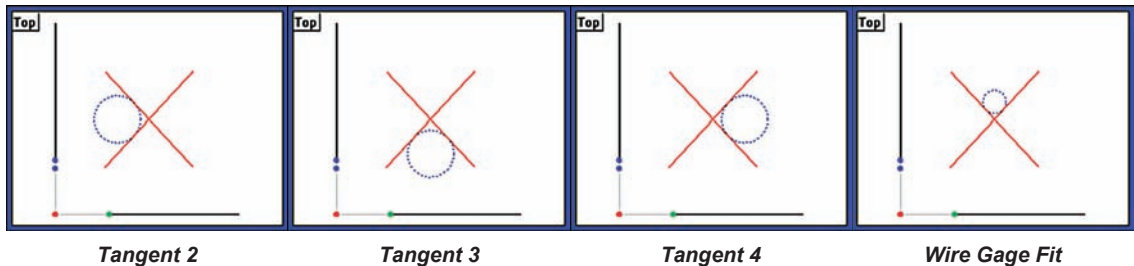 Top Top Top Top
Tangent 2 Tangent 3 Tangent 4 Wire Gage Fit